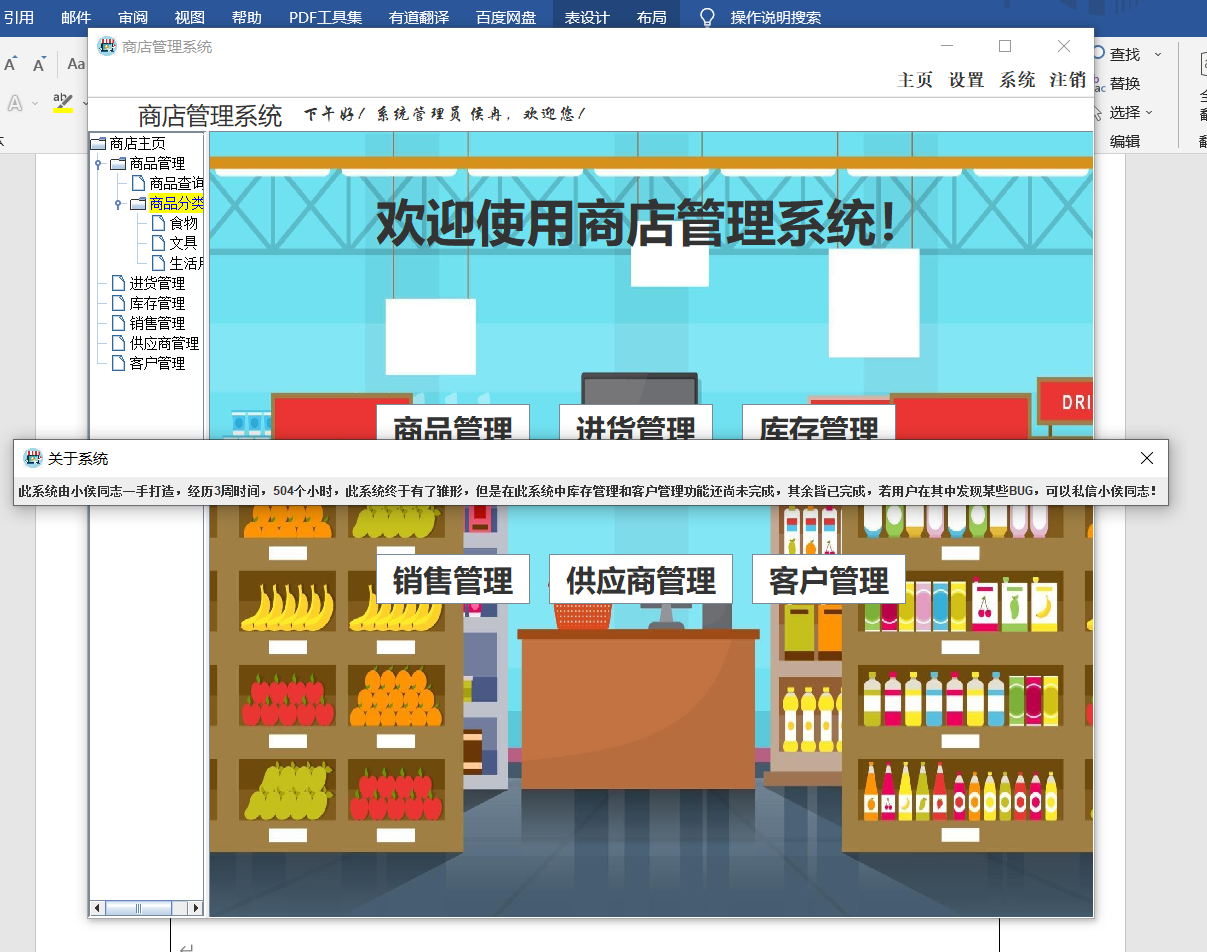 引用 邮件 审阅 视图 帮助 PDF工具集 有道翻译 百度网盘 表设计 布局 操作说明搜索
商店管理系统
A A Aa
查找
主页 设置 系统 注销
替换
A ab
商店管理系统 下午好！系统管理员侯冉，欢迎您！
选择
编辑
商店主页
商品管理
商品查询
商品分类
食物
文具
生活用
进货管理
库存管理
销售管理
供应商管理
客户管理
欢迎使用商店管理系统！
DRI
商品管理 进货管理 库存管理
关于系统
此系统由小侯同志一手打造，经历3周时间，504个小时，此系统终于有了雏形，但是在此系统中库存管理和客户管理功能还尚未完成，其余皆已完成，若用户在其中发现某些BUG，可以私信小侯同志！
销售管理 供应商管理 客户管理